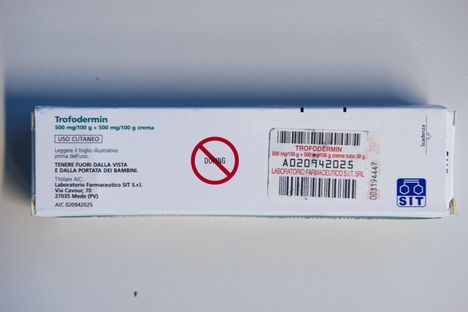 Trofodermin
500 mg/100 g + 500 mg/100 g crema
USO CUTANEO
Leggere il foglio illustrativo
prima dell'uso.
TENERE FUORI DALLA VISTA
E DALLA PORTATA DEI BAMBINI.
Titolare AIC:
Laboratorio Farmaceutico SIT S.r.l.
Via Cavour, 70
27035 Mede (PV)
AIC 020942025
DOPING
TROFODERMIN
500 mg/100 g + 500 mg/100 g crema tubo 30 g
A020942025
LABORATORIO FARMACEUTICO S.I.T. SRL
003194447
SIT
Scadenza